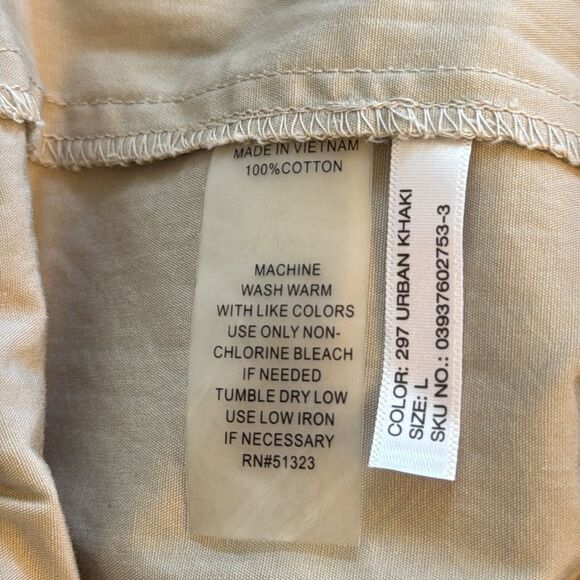 MADE IN VIETNAM
100%COTTON
MACHINE
WASH WARM
WITH LIKE COLORS
USE ONLY NON-
CHLORINE BLEACH
IF NEEDED
TUMBLE DRY LOW
USE LOW IRON
IF NECESSARY
RN#51323
COLOR: 297 URBAN KHAKI
SIZE: L
SKU NO.: 03937602753-3